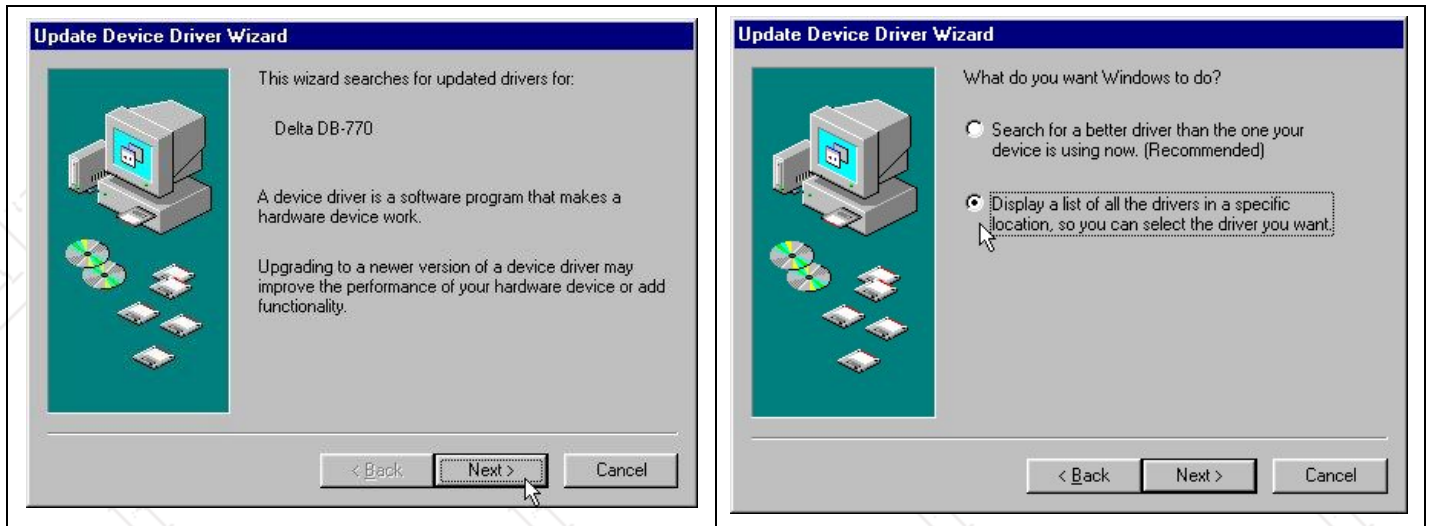 Update Device Driver Wizard
This wizard searches for updated drivers for:
Delta DB-770
A device driver is a software program that makes a
hardware device work.
Upgrading to a newer version of a device driver may
improve the performance of your hardware device or add
functionality.
< Back
Next >
Cancel
Update Device Driver Wizard
What do you want Windows to do?
Search for a better driver than the one your
device is using now. (Recommended)
Display a list of all the drivers in a specific
location, so you can select the driver you want.
< Back
Next >
Cancel